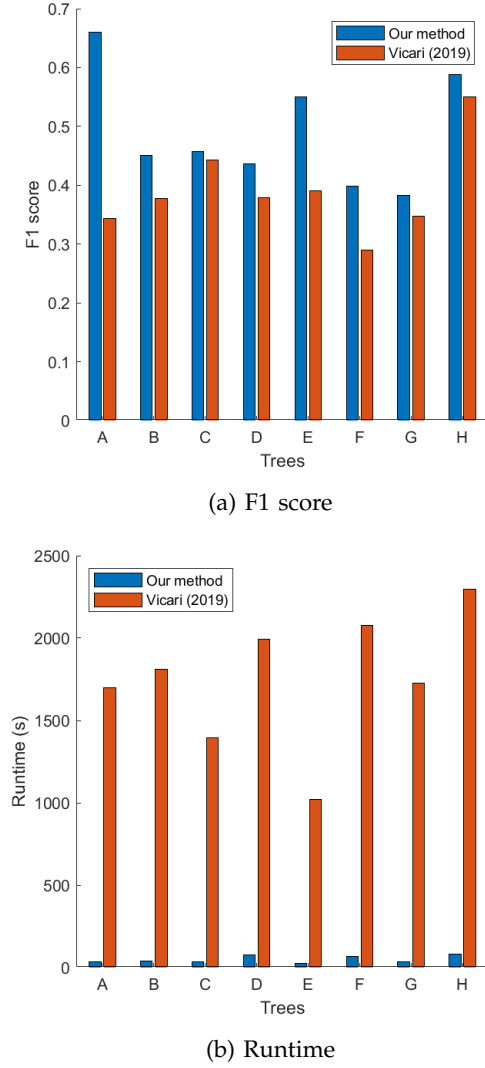 0.7
0.6
0.5
0.4
0.3
0.2
0.1
0
F1 score
Our method
Vicari (2019)
A B C D E F G H
Trees
(a) F1 score
2500
2000
1500
1000
500
0
Runtime (s)
Our method
Vicari (2019)
A B C D E F G H
Trees
(b) Runtime